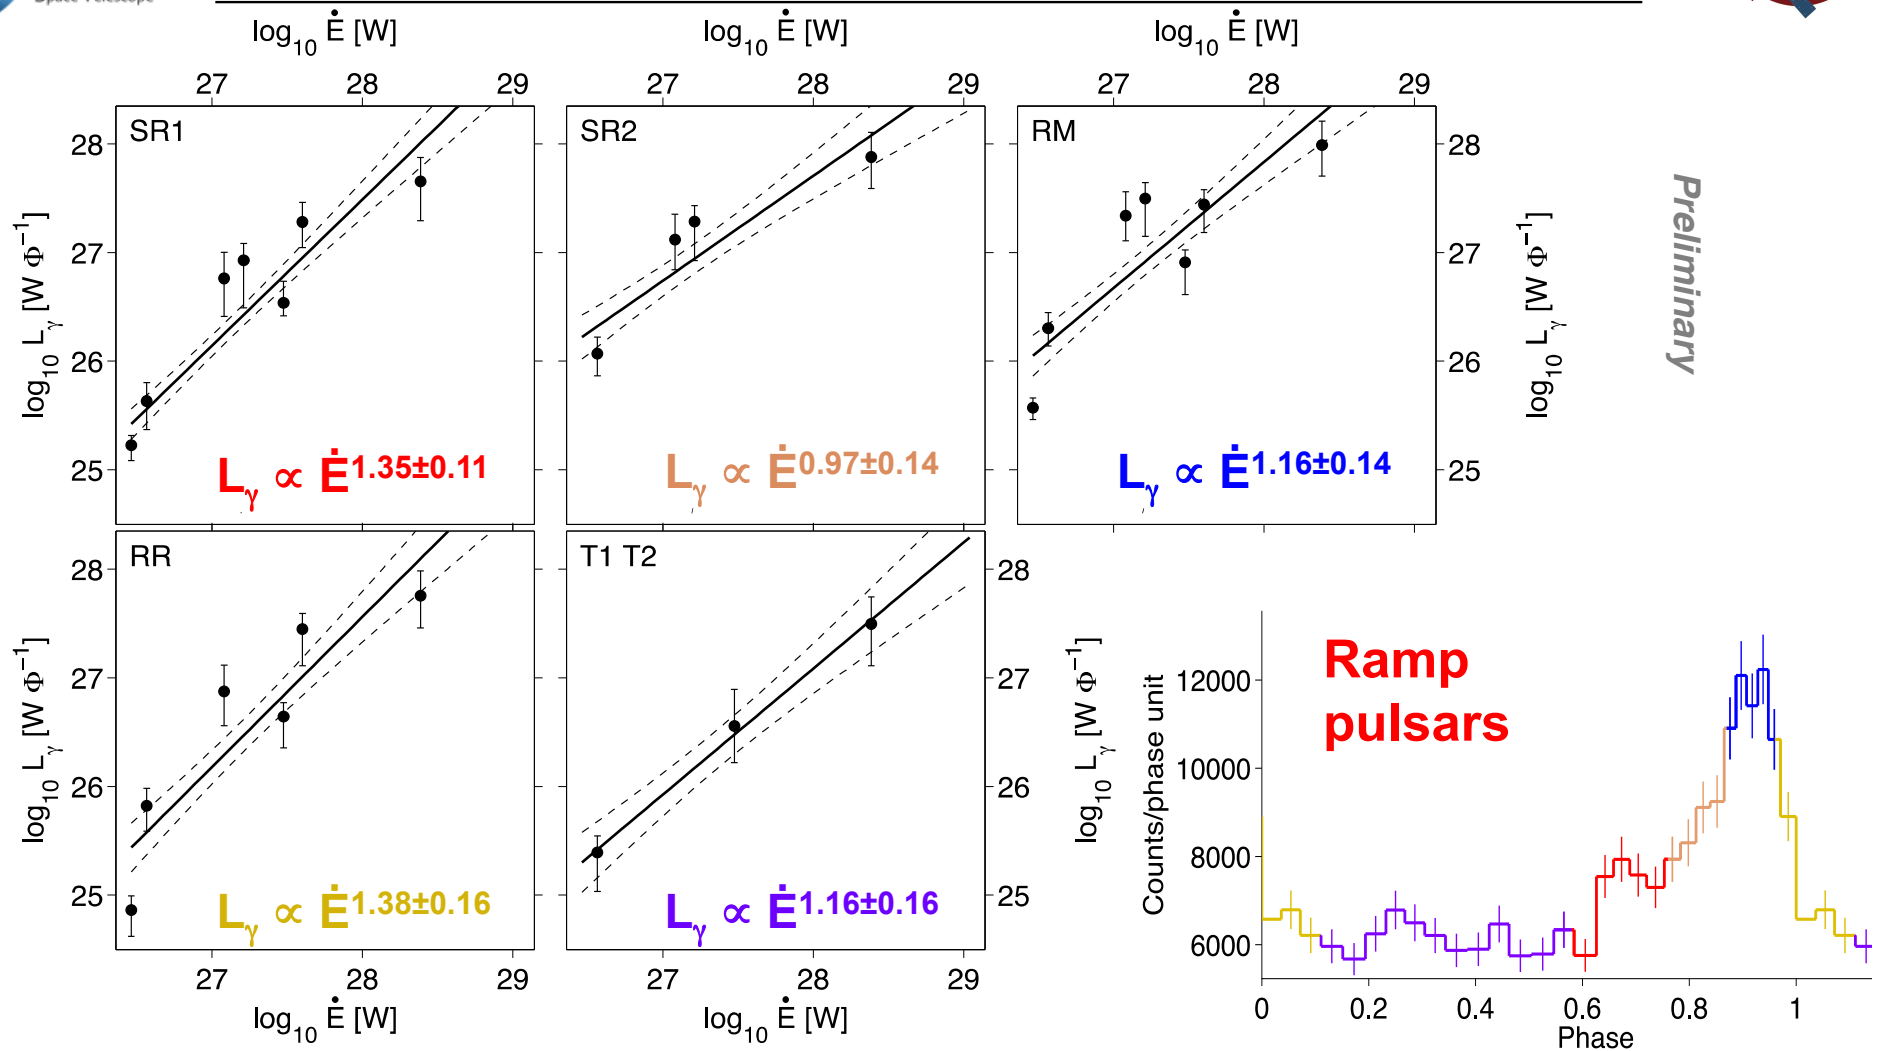 Space Telescope
log10 Ė [W]
log10 Ė [W]
log10 Ė [W]
27 28 29
27 28 29
27 28 29
SR1
SR2
RM
28
27
26
25
log10 Lγ [W Φ−1]
28
27
26
25
log10 Lγ [W Φ−1]
Preliminary
Lγ ∝ Ė1.35±0.11
Lγ ∝ Ė0.97±0.14
Lγ ∝ Ė1.16±0.14
RR
T1 T2
28
27
26
25
log10 Lγ [W Φ−1]
28
27
26
25
log10 Lγ [W Φ−1]
Lγ ∝ Ė1.38±0.16
Lγ ∝ Ė1.16±0.16
27 28 29
27 28 29
log10 Ė [W]
log10 Ė [W]
Ramp
pulsars
Counts/phase unit
12000
10000
8000
6000
0 0.2 0.4 0.6 0.8 1
Phase